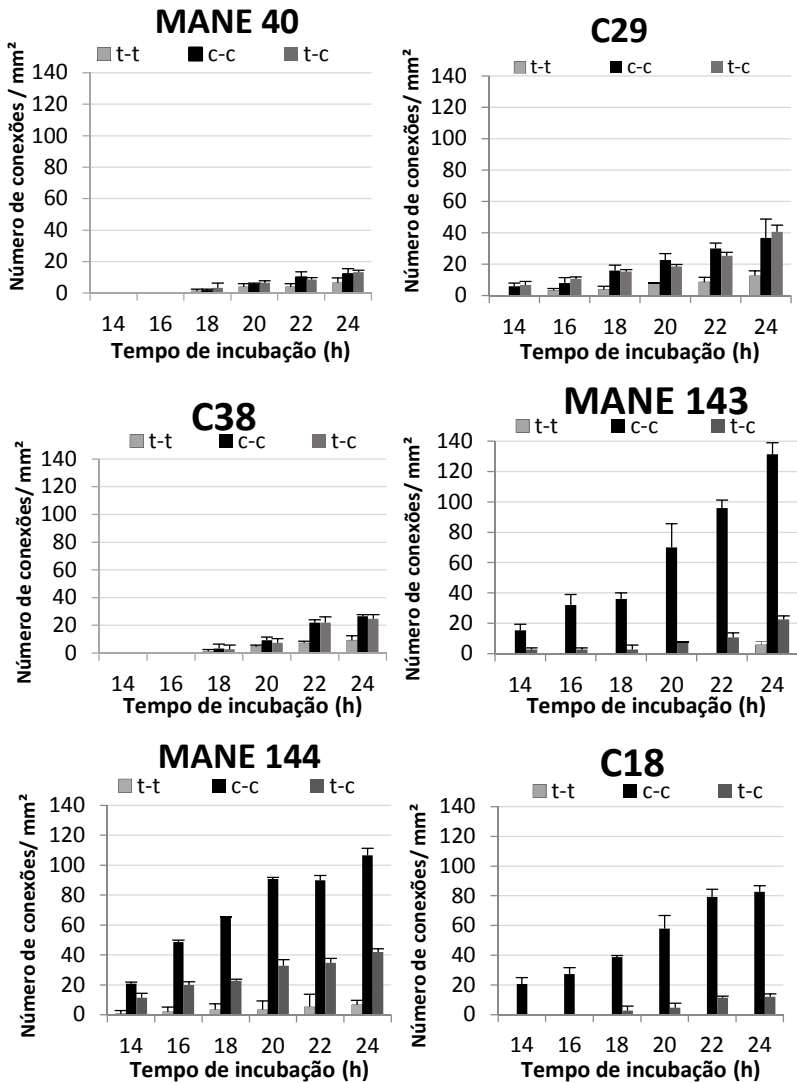 MANE 40
t-t c-c t-c
Número de conexões / mm²
140
120
100
80
60
40
20
0
14 16 18 20 22 24
Tempo de incubação (h)
C29
t-t c-c t-c
Número de conexões/ mm²
140
120
100
80
60
40
20
0
14 16 18 20 22 24
Tempo de incubação (h)
C38
t-t c-c t-c
Número de conexões/ mm²
140
120
100
80
60
40
20
0
14 16 18 20 22 24
Tempo de incubação (h)
MANE 143
t-t c-c t-c
Número de conexões/ mm²
140
120
100
80
60
40
20
0
14 16 18 20 22 24
Tempo de incubação (h)
MANE 144
t-t c-c t-c
Número de conexões/ mm²
140
120
100
80
60
40
20
0
14 16 18 20 22 24
Tempo de incubação (h)
C18
t-t c-c t-c
Número de conexões/ mm²
140
120
100
80
60
40
20
0
14 16 18 20 22 24
Tempo de incubação (h)